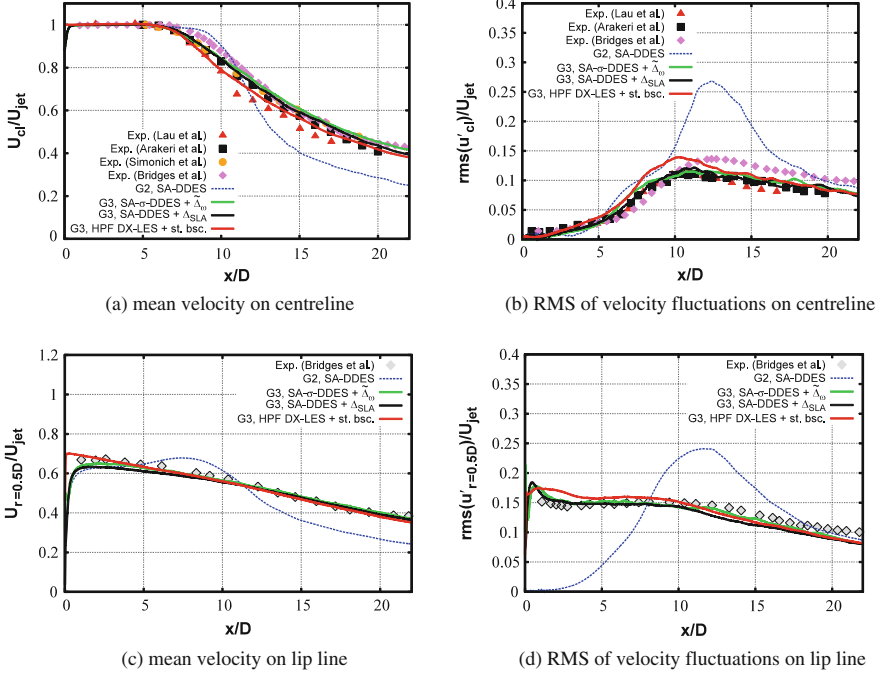 1.2
1
0.8
0.6
0.4
0.2
0
0 5 10 15 20
U_cl/U_jet
x/D
Exp. (Lau et al.)
Exp. (Arakeri et al.)
Exp. (Simonich et al.)
Exp. (Bridges et al.)
G2, SA-DDES
G3, SA-σ-DDES + Δ̃_ω
G3, SA-DDES + Δ_SLA
G3, HPF DX-LES + st. bsc.
(a) mean velocity on centreline
0.4
0.35
0.3
0.25
0.2
0.15
0.1
0.05
0
0 5 10 15 20
rms(u'_cl)/U_jet
x/D
Exp. (Lau et al.)
Exp. (Arakeri et al.)
Exp. (Bridges et al.)
G2, SA-DDES
G3, SA-σ-DDES + Δ̃_ω
G3, SA-DDES + Δ_SLA
G3, HPF DX-LES + st. bsc.
(b) RMS of velocity fluctuations on centreline
1.2
1
0.8
0.6
0.4
0.2
0
0 5 10 15 20
U_r=0.5D/U_jet
x/D
Exp. (Bridges et al.)
G2, SA-DDES
G3, SA-σ-DDES + Δ̃_ω
G3, SA-DDES + Δ_SLA
G3, HPF DX-LES + st. bsc.
(c) mean velocity on lip line
0.4
0.35
0.3
0.25
0.2
0.15
0.1
0.05
0
0 5 10 15 20
rms(u'_r=0.5D)/U_jet
x/D
Exp. (Bridges et al.)
G2, SA-DDES
G3, SA-σ-DDES + Δ̃_ω
G3, SA-DDES + Δ_SLA
G3, HPF DX-LES + st. bsc.
(d) RMS of velocity fluctuations on lip line